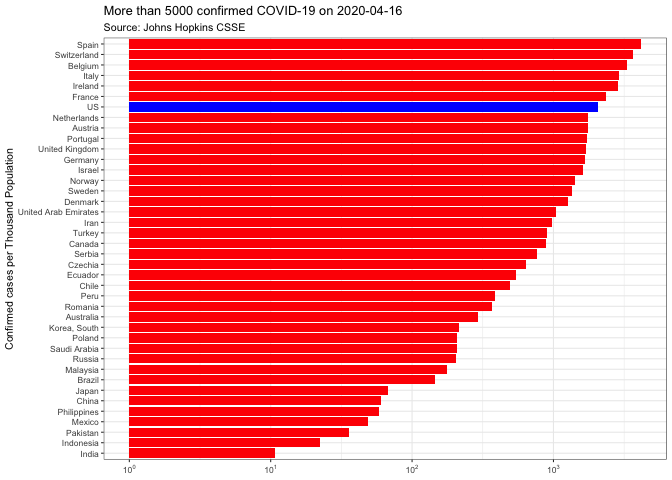 More than 5000 confirmed COVID-19 on 2020-04-16
Source: Johns Hopkins CSSE
Confirmed cases per Thousand Population
Spain
Switzerland
Belgium
Italy
Ireland
France
US
Netherlands
Austria
Portugal
United Kingdom
Germany
Israel
Norway
Sweden
Denmark
United Arab Emirates
Iran
Turkey
Canada
Serbia
Czechia
Ecuador
Chile
Peru
Romania
Australia
Korea, South
Poland
Saudi Arabia
Russia
Malaysia
Brazil
Japan
China
Philippines
Mexico
Pakistan
Indonesia
India
10⁰ 10¹ 10² 10³